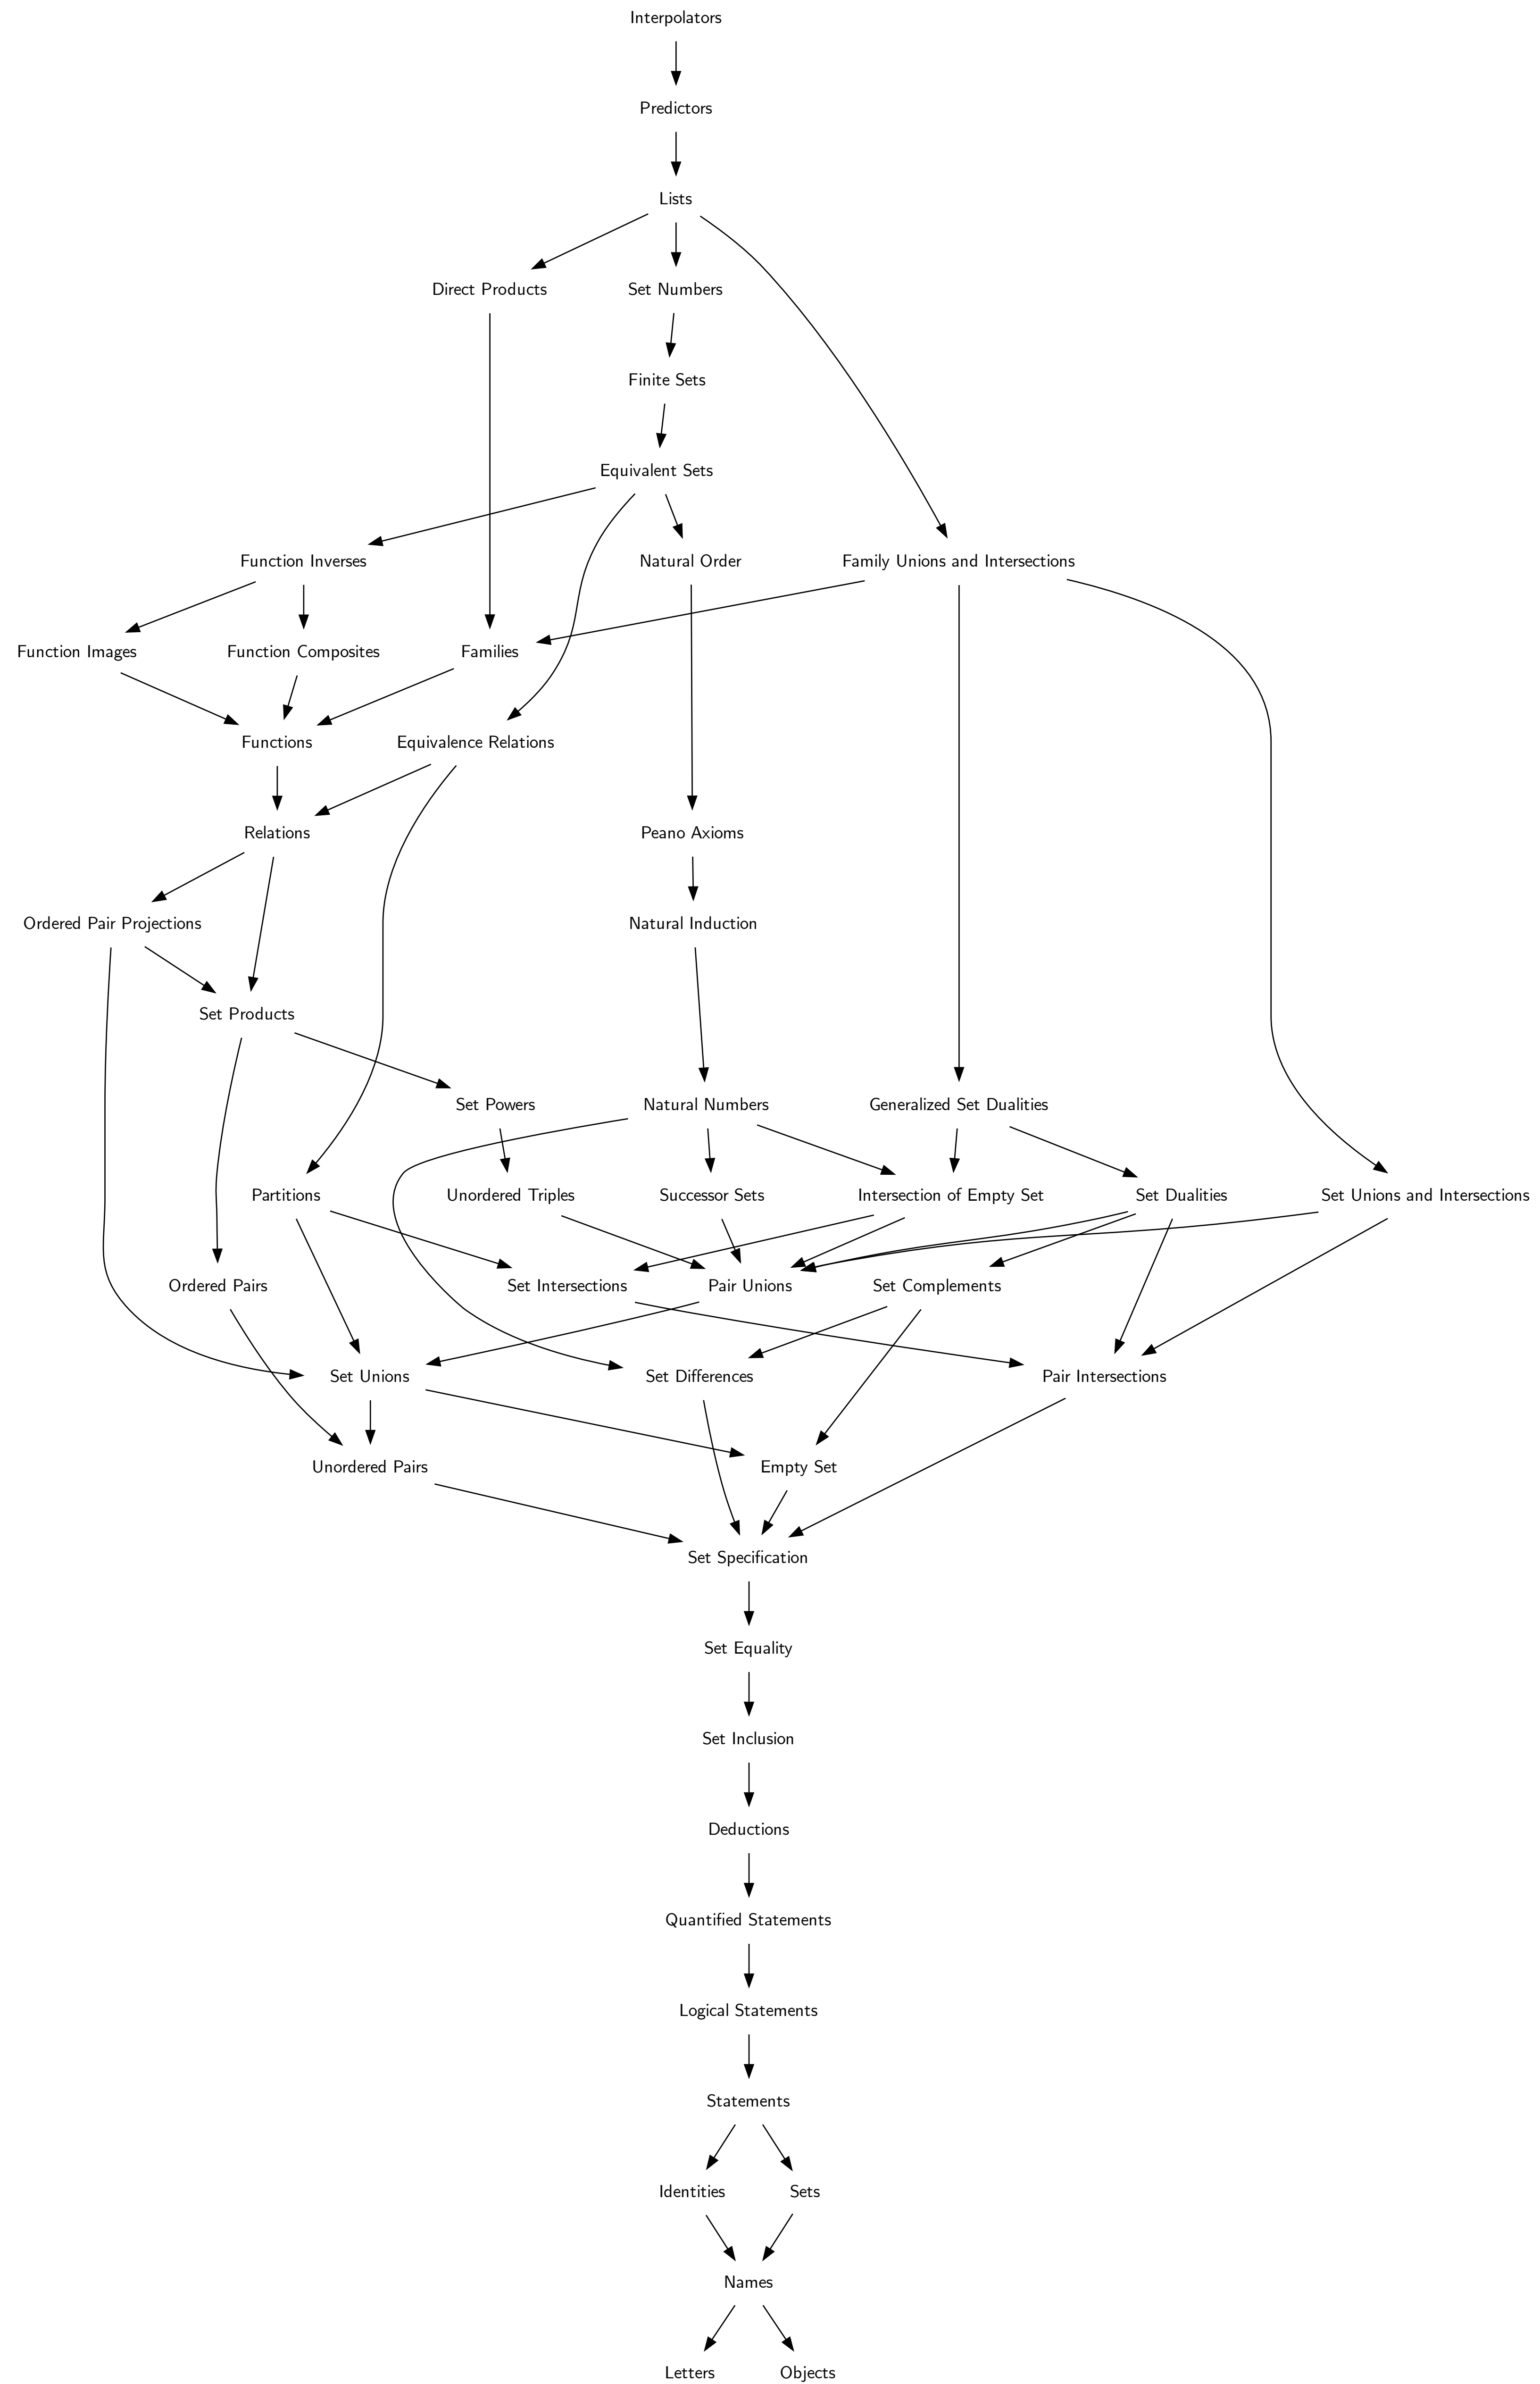 Interpolators
Predictors
Lists
Direct Products
Set Numbers
Finite Sets
Equivalent Sets
Function Inverses
Natural Order
Family Unions and Intersections
Function Images
Function Composites
Families
Functions
Equivalence Relations
Relations
Peano Axioms
Ordered Pair Projections
Natural Induction
Set Products
Set Powers
Natural Numbers
Generalized Set Dualities
Partitions
Unordered Triples
Successor Sets
Intersection of Empty Set
Set Dualities
Set Unions and Intersections
Ordered Pairs
Set Intersections
Pair Unions
Set Complements
Set Unions
Set Differences
Pair Intersections
Unordered Pairs
Empty Set
Set Specification
Set Equality
Set Inclusion
Deductions
Quantified Statements
Logical Statements
Statements
Identities
Sets
Names
Letters
Objects